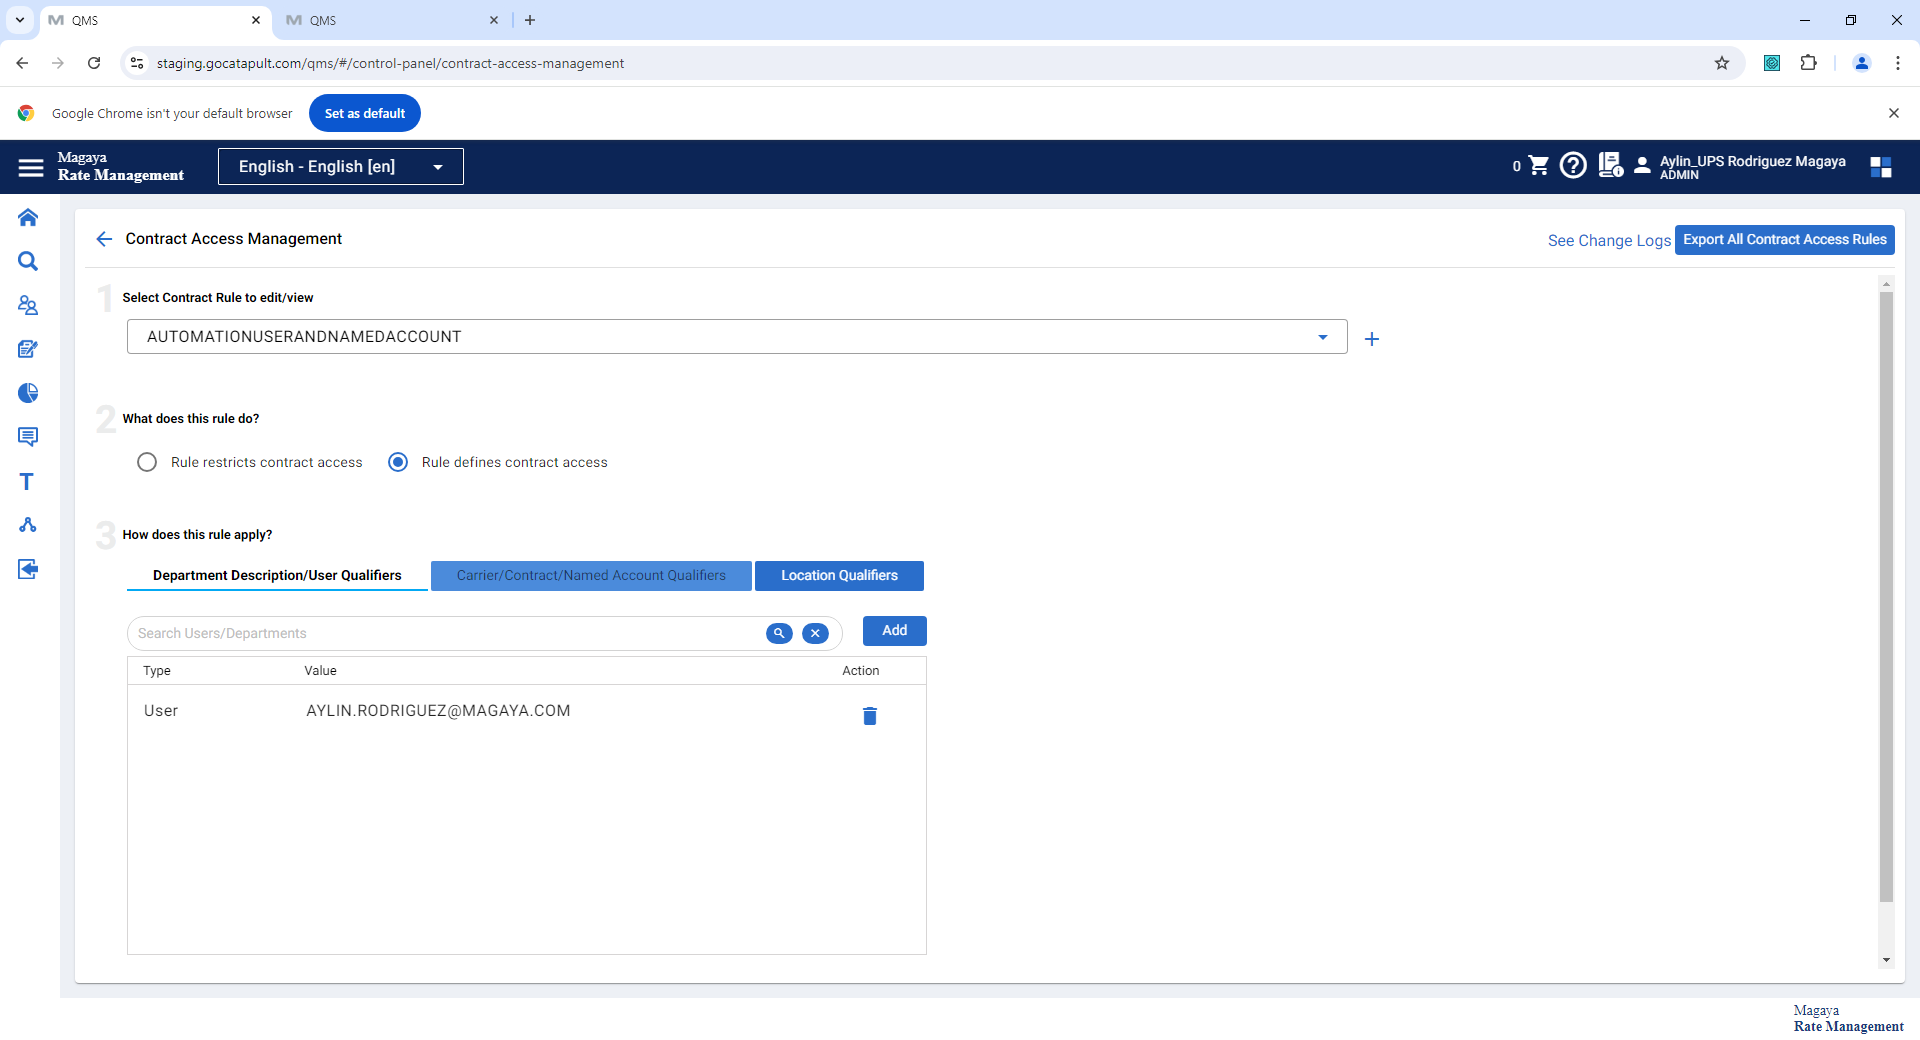 QMS
QMS
staging.gocatapult.com/qms/#/control-panel/contract-access-management
Google Chrome isn't your default browser
Set as default
Magaya
Rate Management
English - English [en]
0
Aylin_UPS Rodriguez Magaya
ADMIN
Contract Access Management
See Change Logs
Export All Contract Access Rules
1
Select Contract Rule to edit/view
AUTOMATIONUSERANDNAMEDACCOUNT
2
What does this rule do?
Rule restricts contract access
Rule defines contract access
3
How does this rule apply?
Department Description/User Qualifiers
Carrier/Contract/Named Account Qualifiers
Location Qualifiers
Search Users/Departments
Add
Type Value Action
User AYLIN.RODRIGUEZ@MAGAYA.COM
Magaya
Rate Management